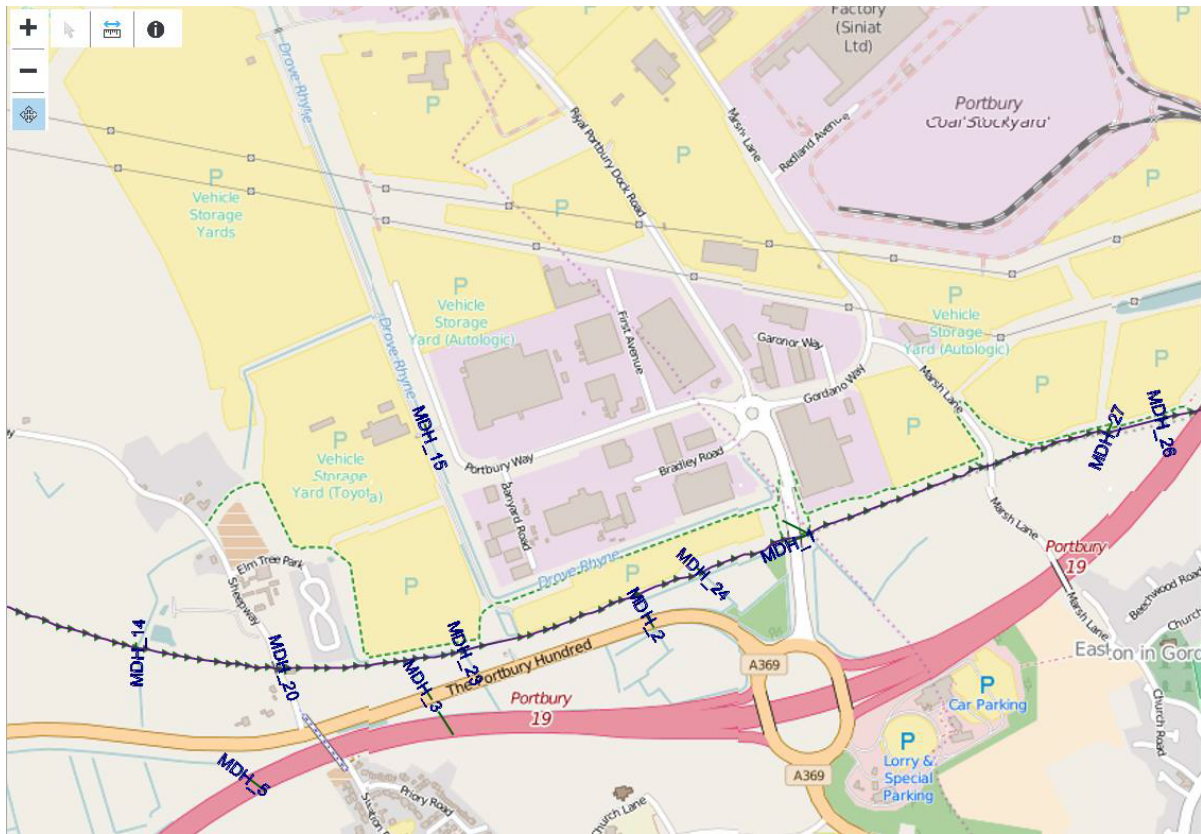 Factory
(Siniat
Ltd)
Portbury
Coal Stockyard
Drove Rhyne
P
P
P
P
Royal Portbury Dock Road
Marsh Lane
Redland Avenue
Vehicle
Storage
Yards
P
Vehicle
Storage
Yard (Autologic)
P
Vehicle
Storage
Yard (Autologic)
Drove-Rhyne
First Avenue
Garonor Way
Gordano Way
Marsh Lane
P
P
MDH_15
MDH_27
MDH_26
P
Vehicle
Storage
Yard (Toyota)
Portbury Way
Bradley Road
Banyard Road
Marsh Lane
Portbury
19
Drove-Rhyne
P
P
MDH_1
MDH_24
Elm Tree Park
Sheepway
MDH_14
MDH_20
MDH_2
MDH_3
The Portbury Hundred
Portbury
19
A369
Marsh Lane
Beechwood Road
Church
East
on in Gord
P
Car Parking
P
Lorry &
Special
Parking
Church Road
A369
MDH_5
Priory Road
Church Lane
Station